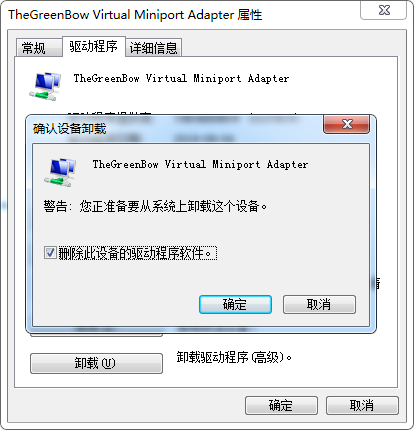 TheGreenBow Virtual Miniport Adapter 属性
常规 驱动程序 详细信息
TheGreenBow Virtual Miniport Adapter
确认设备卸载
TheGreenBow Virtual Miniport Adapter
警告: 您正准备要从系统上卸载这个设备。
删除此设备的驱动程序软件。
确定 取消
卸载(U) 卸载驱动程序(高级)。
确定 取消